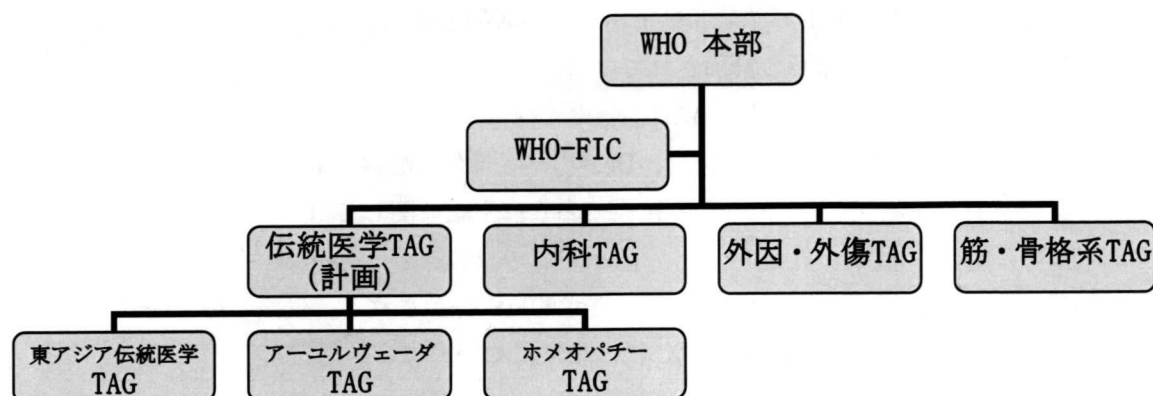 WHO 本部
WHO-FIC
伝統医学TAG
(計画)
内科TAG
外因・外傷TAG
筋・骨格系TAG
東アジア伝統医学
TAG
アーユルヴェーダ
TAG
ホメオパチー
TAG